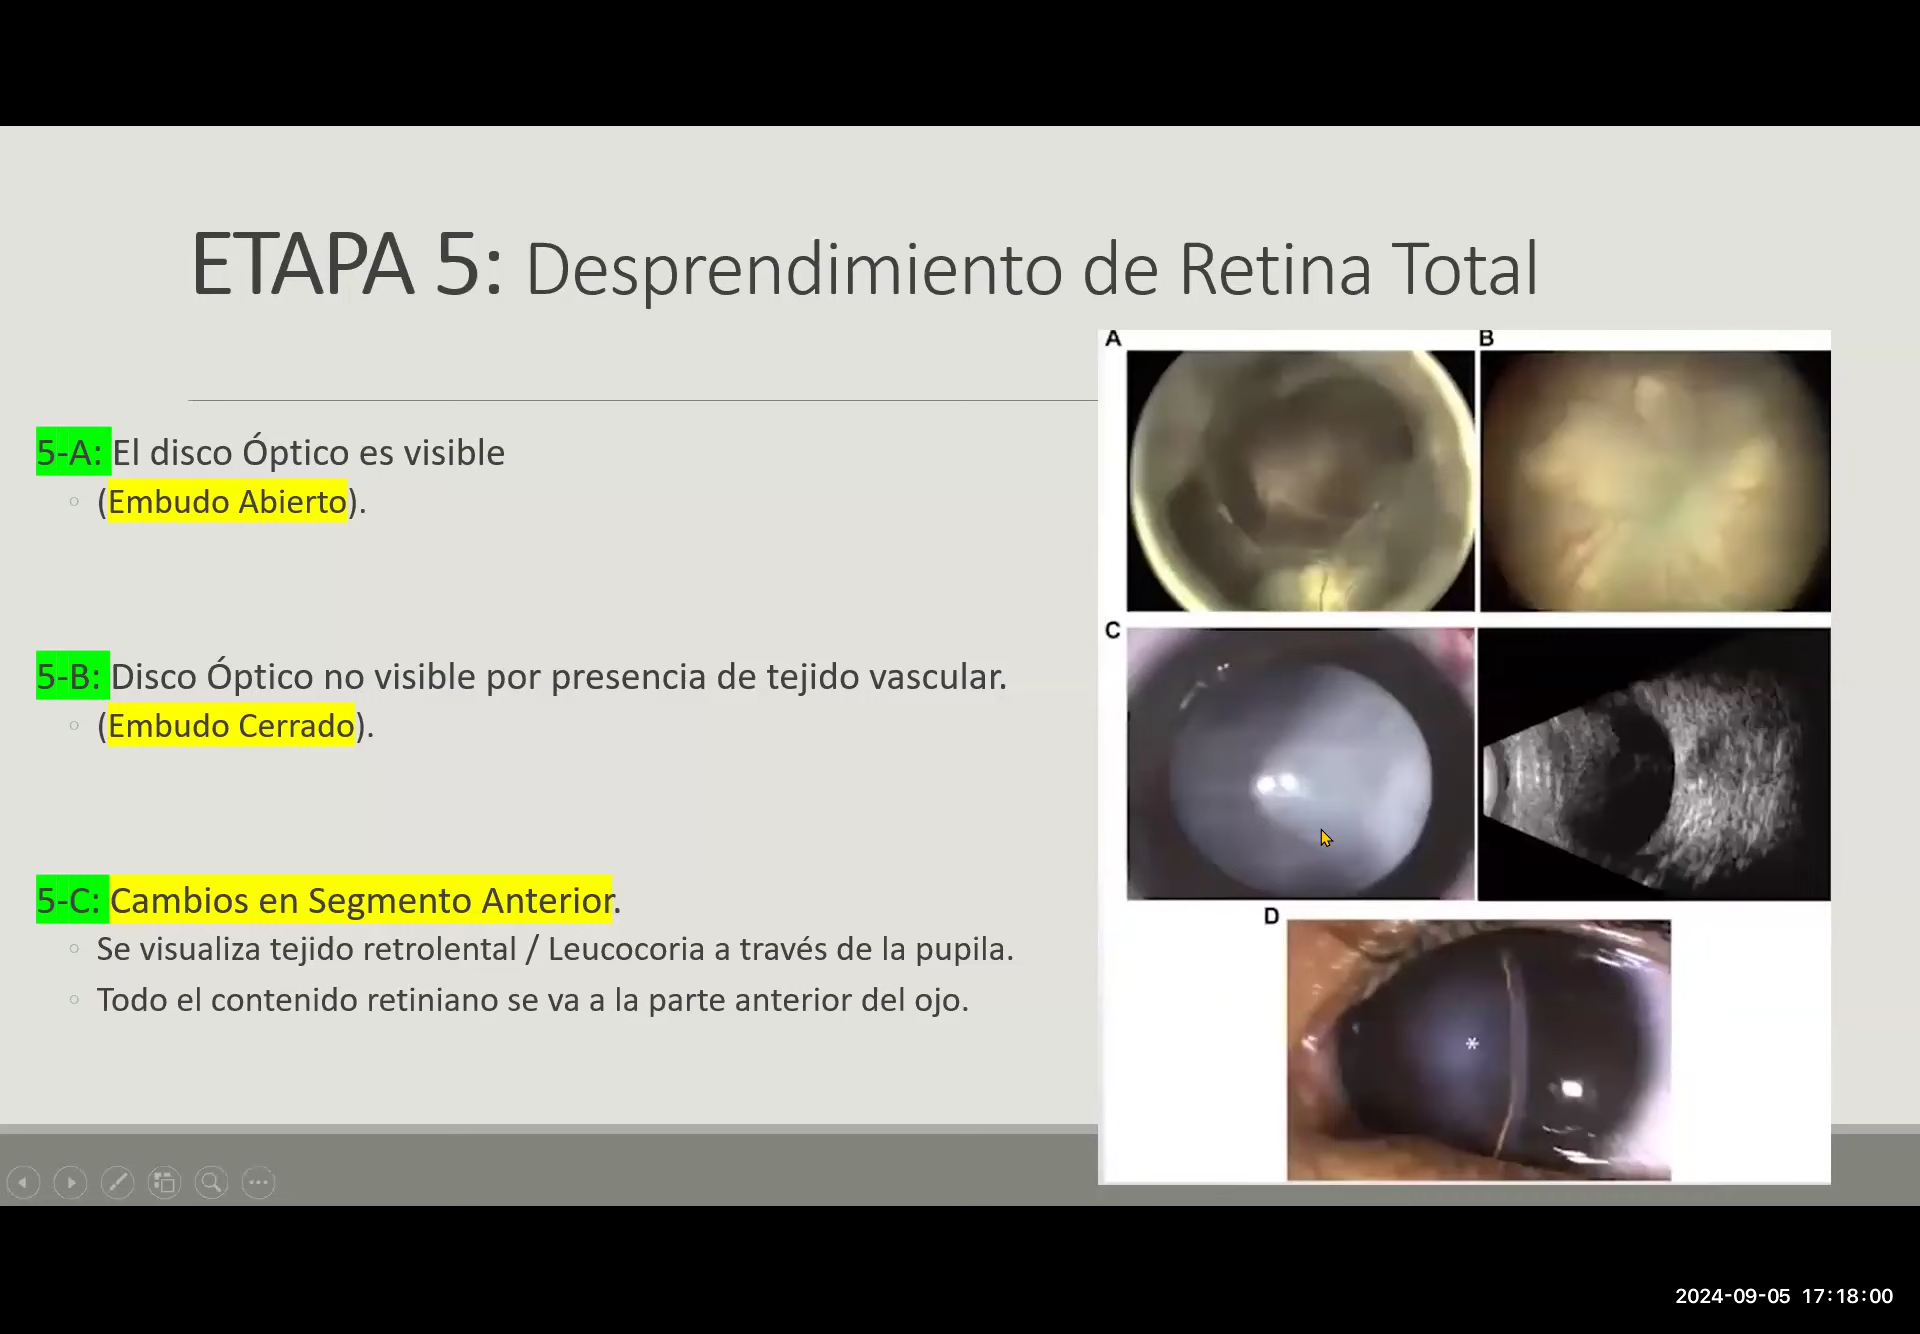 ETAPA 5: Desprendimiento de Retina Total
5-A: El disco Óptico es visible
(Embudo Abierto).
5-B: Disco Óptico no visible por presencia de tejido vascular.
(Embudo Cerrado).
5-C: Cambios en Segmento Anterior.
Se visualiza tejido retrolental / Leucocoria a través de la pupila.
Todo el contenido retiniano se va a la parte anterior del ojo.
A
B
C
D
*
2024-09-05 17:18:00